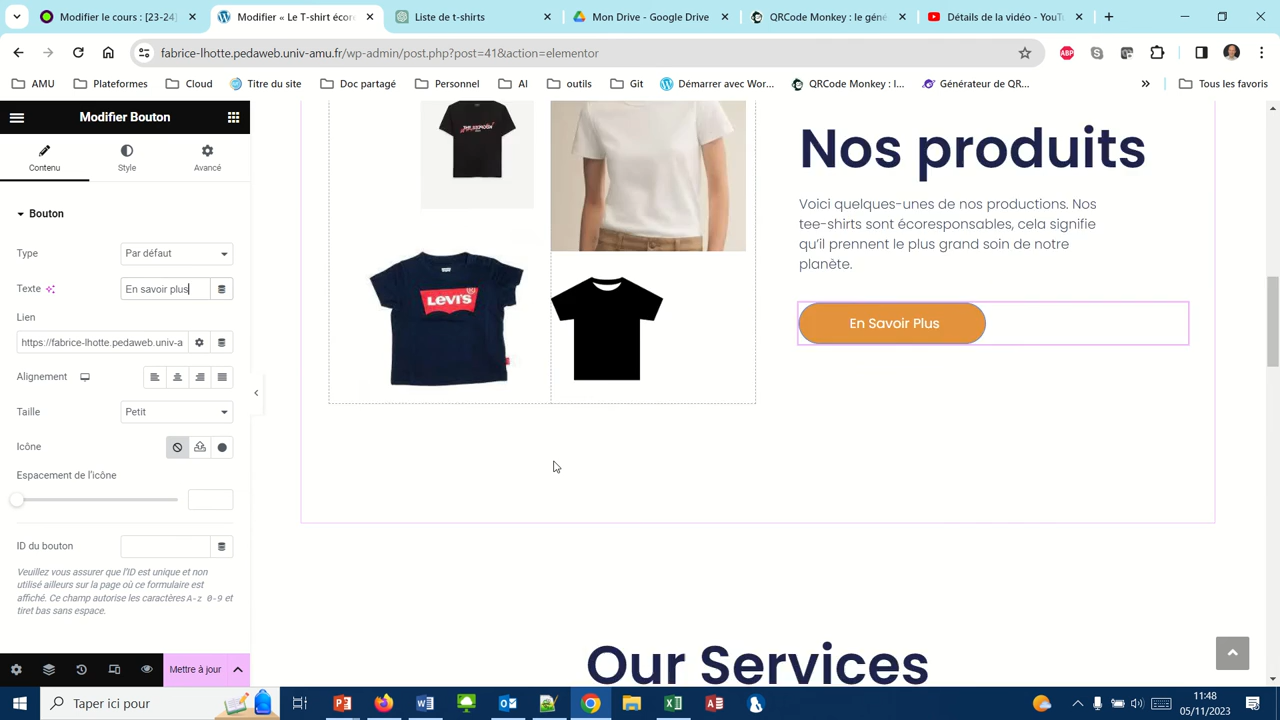 Modifier le cours : [23-24]
Modifier « Le T-shirt écor
Liste de t-shirts
Mon Drive - Google Drive
QRCode Monkey : le géné
Détails de la vidéo - YouTu
fabrice-lhotte.pedaweb.univ-amu.fr/wp-admin/post.php?post=41&action=elementor
AMU
Plateformes
Cloud
Titre du site
Doc partagé
Personnel
AI
outils
Git
Démarrer avec Wor...
QRCode Monkey : l...
Générateur de QR...
Tous les favoris
Modifier Bouton
Contenu
Style
Avancé
Bouton
Type
Par défaut
Texte
En savoir plus
Lien
https://fabrice-lhotte.pedaweb.univ-a
Alignement
Taille
Petit
Icône
Espacement de l'icône
ID du bouton
Veuillez vous assurer que l'ID est unique et non
utilisé ailleurs sur la page où ce formulaire est
affiché. Ce champ autorise les caractères A-z 0-9 et
tiret bas sans espace.
Mettre à jour
LEVI'S
Nos produits
Voici quelques-unes de nos productions. Nos
tee-shirts sont écoresponsables, cela signifie
qu'il prennent le plus grand soin de notre
planète.
En Savoir Plus
Our Services
Taper ici pour
11:48
05/11/2023